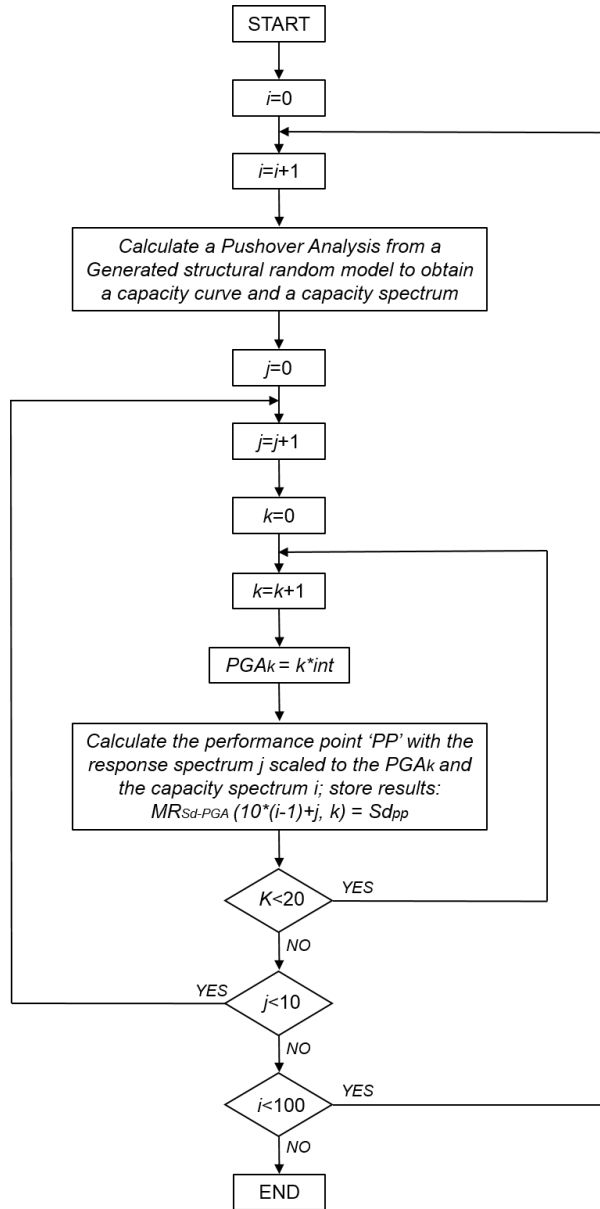 START
i=0
i=i+1
Calculate a Pushover Analysis from a
Generated structural random model to obtain
a capacity curve and a capacity spectrum
j=0
j=j+1
k=0
k=k+1
PGAk = k*int
Calculate the performance point ‘PP’ with the
response spectrum j scaled to the PGAk and
the capacity spectrum i; store results:
MRSd-PGA (10*(i-1)+j, k) = Sdpp
K<20
YES
NO
YES
j<10
NO
i<100
YES
NO
END